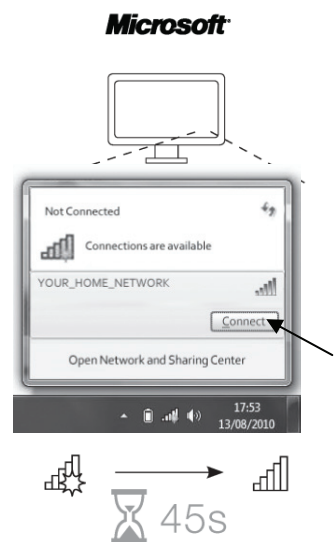 Microsoft
Not Connected
Connections are available
YOUR_HOME_NETWORK
Connect
Open Network and Sharing Center
17:53
13/08/2010
45s